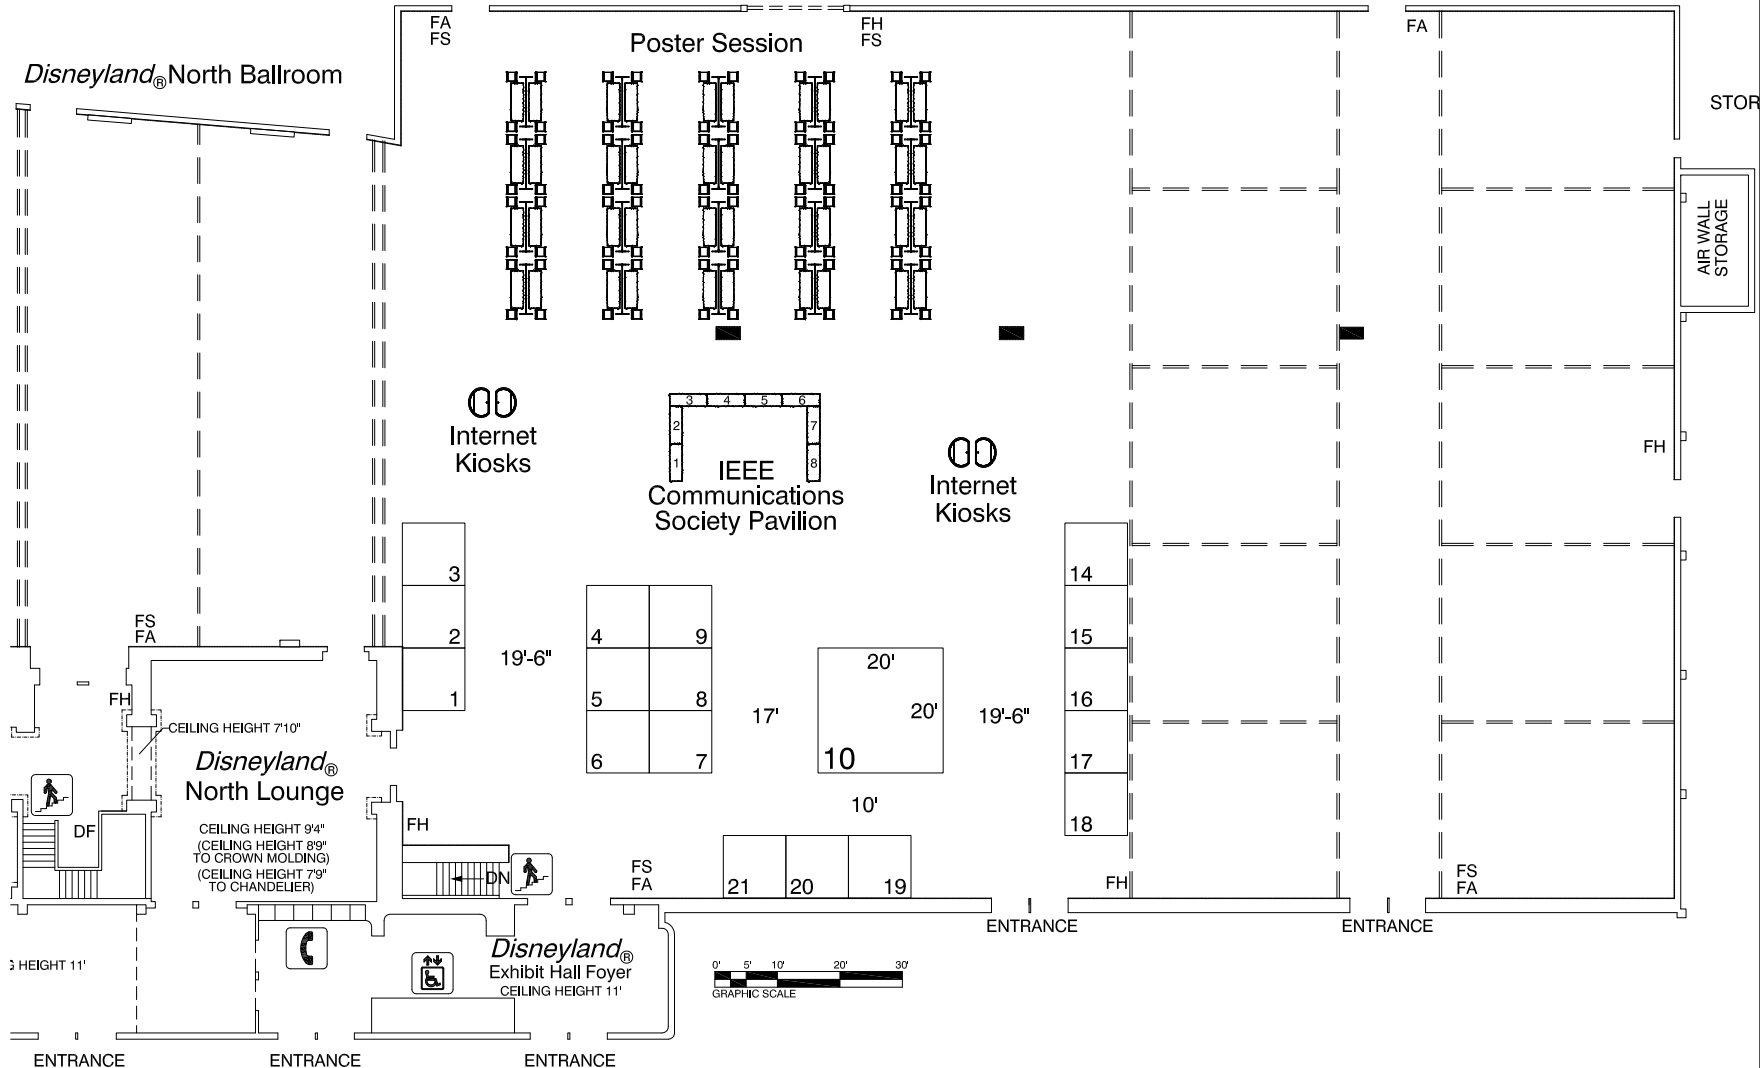 FA
FS
FH
FS
FA
Poster Session
Disneyland® North Ballroom
STOR
AIR WALL
STORAGE
3 4 5 6
2 7
1 8
Internet
Kiosks
IEEE
Communications
Society Pavilion
Internet
Kiosks
FH
3
2
1
19'-6"
4 9
5 8
6 7
17'
20'
20'
10
19'-6"
10'
14
15
16
17
18
FS
FA
FH
CEILING HEIGHT 7'10"
Disneyland®
North Lounge
CEILING HEIGHT 9'4"
(CEILING HEIGHT 8'9"
TO CROWN MOLDING)
(CEILING HEIGHT 7'9"
TO CHANDELIER)
DF
FH
DN
FS
FA
21 20 19
FH
FS
FA
ENTRANCE
ENTRANCE
Disneyland®
Exhibit Hall Foyer
CEILING HEIGHT 11'
G HEIGHT 11'
0' 5' 10' 20' 30'
GRAPHIC SCALE
ENTRANCE
ENTRANCE
ENTRANCE